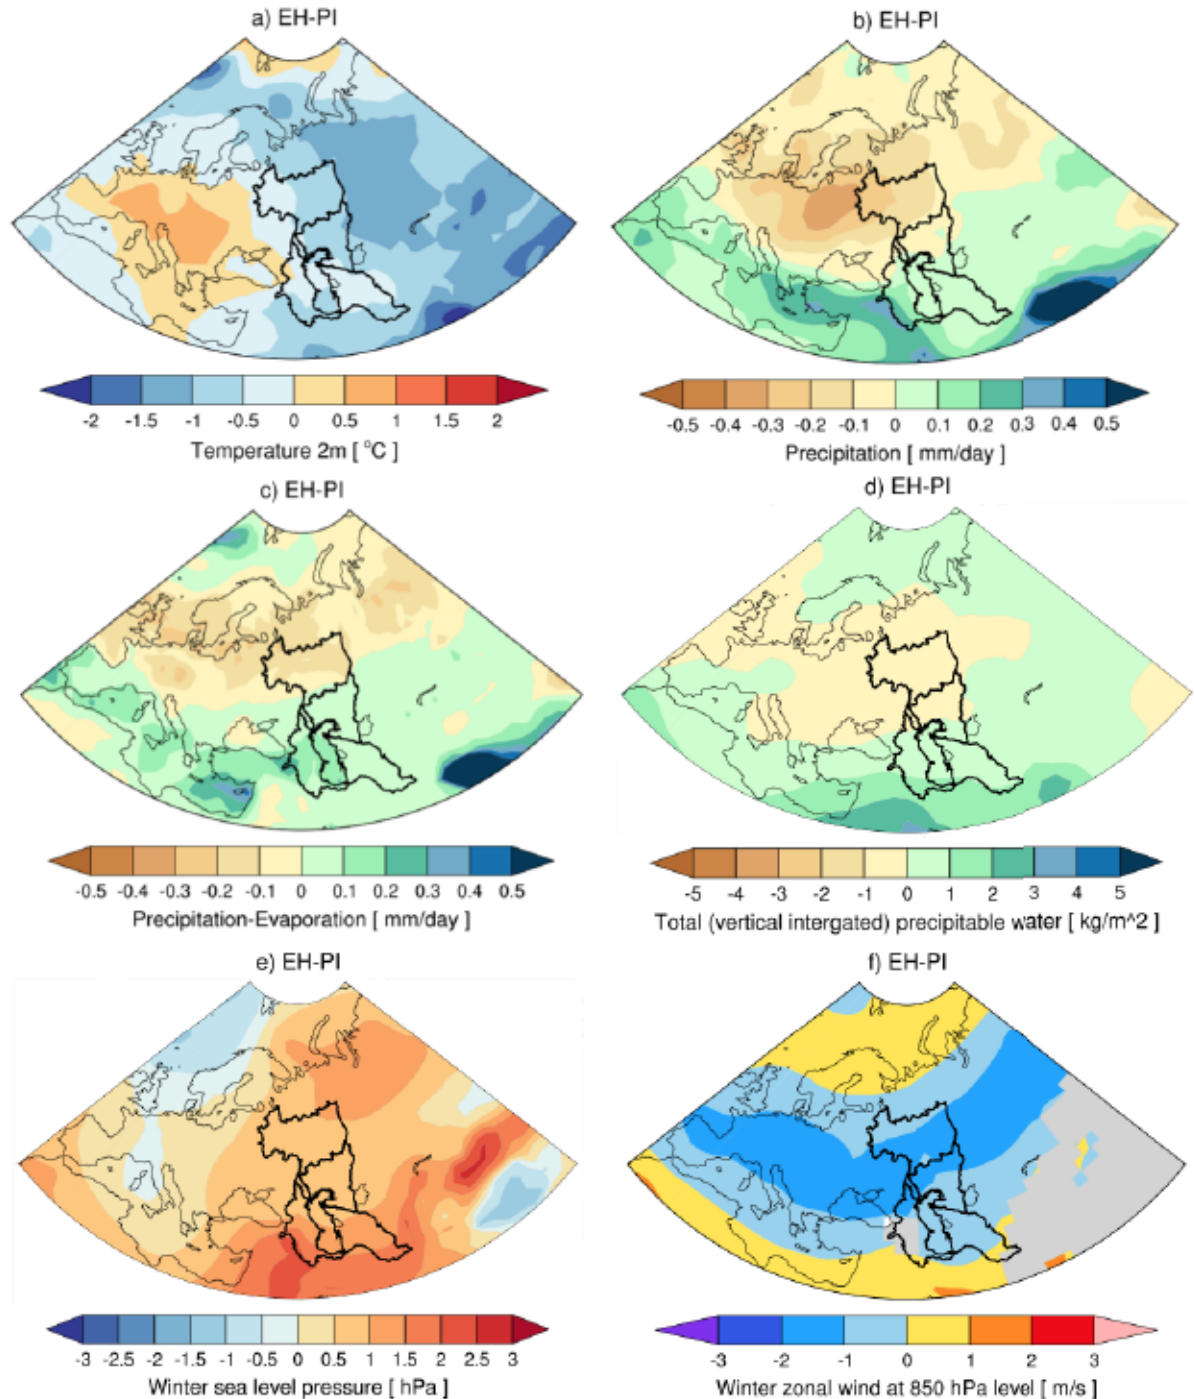 a) EH-PI
b) EH-PI
-2 -1.5 -1 -0.5 0 0.5 1 1.5 2
Temperature 2m [ °C ]
-0.5 -0.4 -0.3 -0.2 -0.1 0 0.1 0.2 0.3 0.4 0.5
Precipitation [ mm/day ]
c) EH-PI
d) EH-PI
-0.5 -0.4 -0.3 -0.2 -0.1 0 0.1 0.2 0.3 0.4 0.5
Precipitation-Evaporation [ mm/day ]
-5 -4 -3 -2 -1 0 1 2 3 4 5
Total (vertical intergated) precipitable water [ kg/m^2 ]
e) EH-PI
f) EH-PI
-3 -2.5 -2 -1.5 -1 -0.5 0 0.5 1 1.5 2 2.5 3
Winter sea level pressure [ hPa ]
-3 -2 -1 0 1 2 3
Winter zonal wind at 850 hPa level [ m/s ]